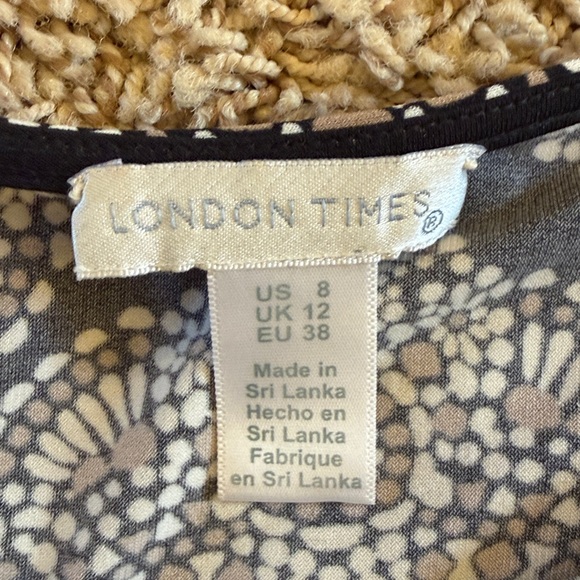 LONDON TIMES®
US 8
UK 12
EU 38
Made in
Sri Lanka
Hecho en
Sri Lanka
Fabrique
en Sri Lanka